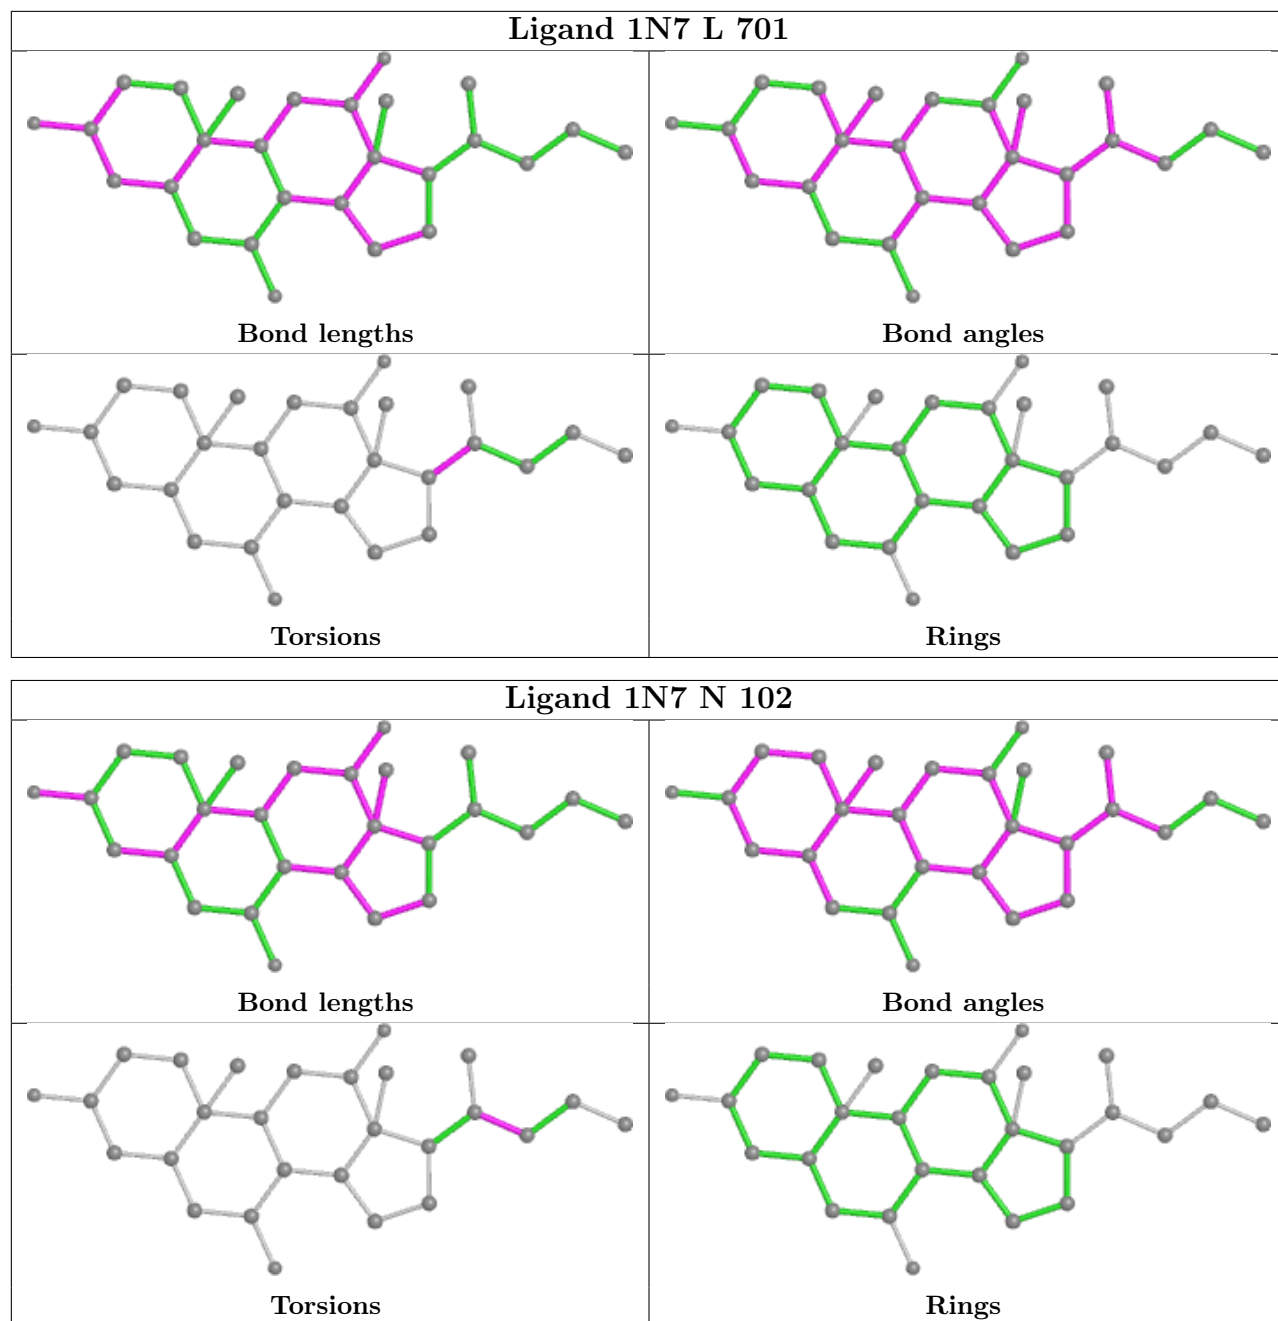 Ligand 1N7 L 701
Bond lengths
Bond angles
Torsions
Rings
Ligand 1N7 N 102
Bond lengths
Bond angles
Torsions
Rings